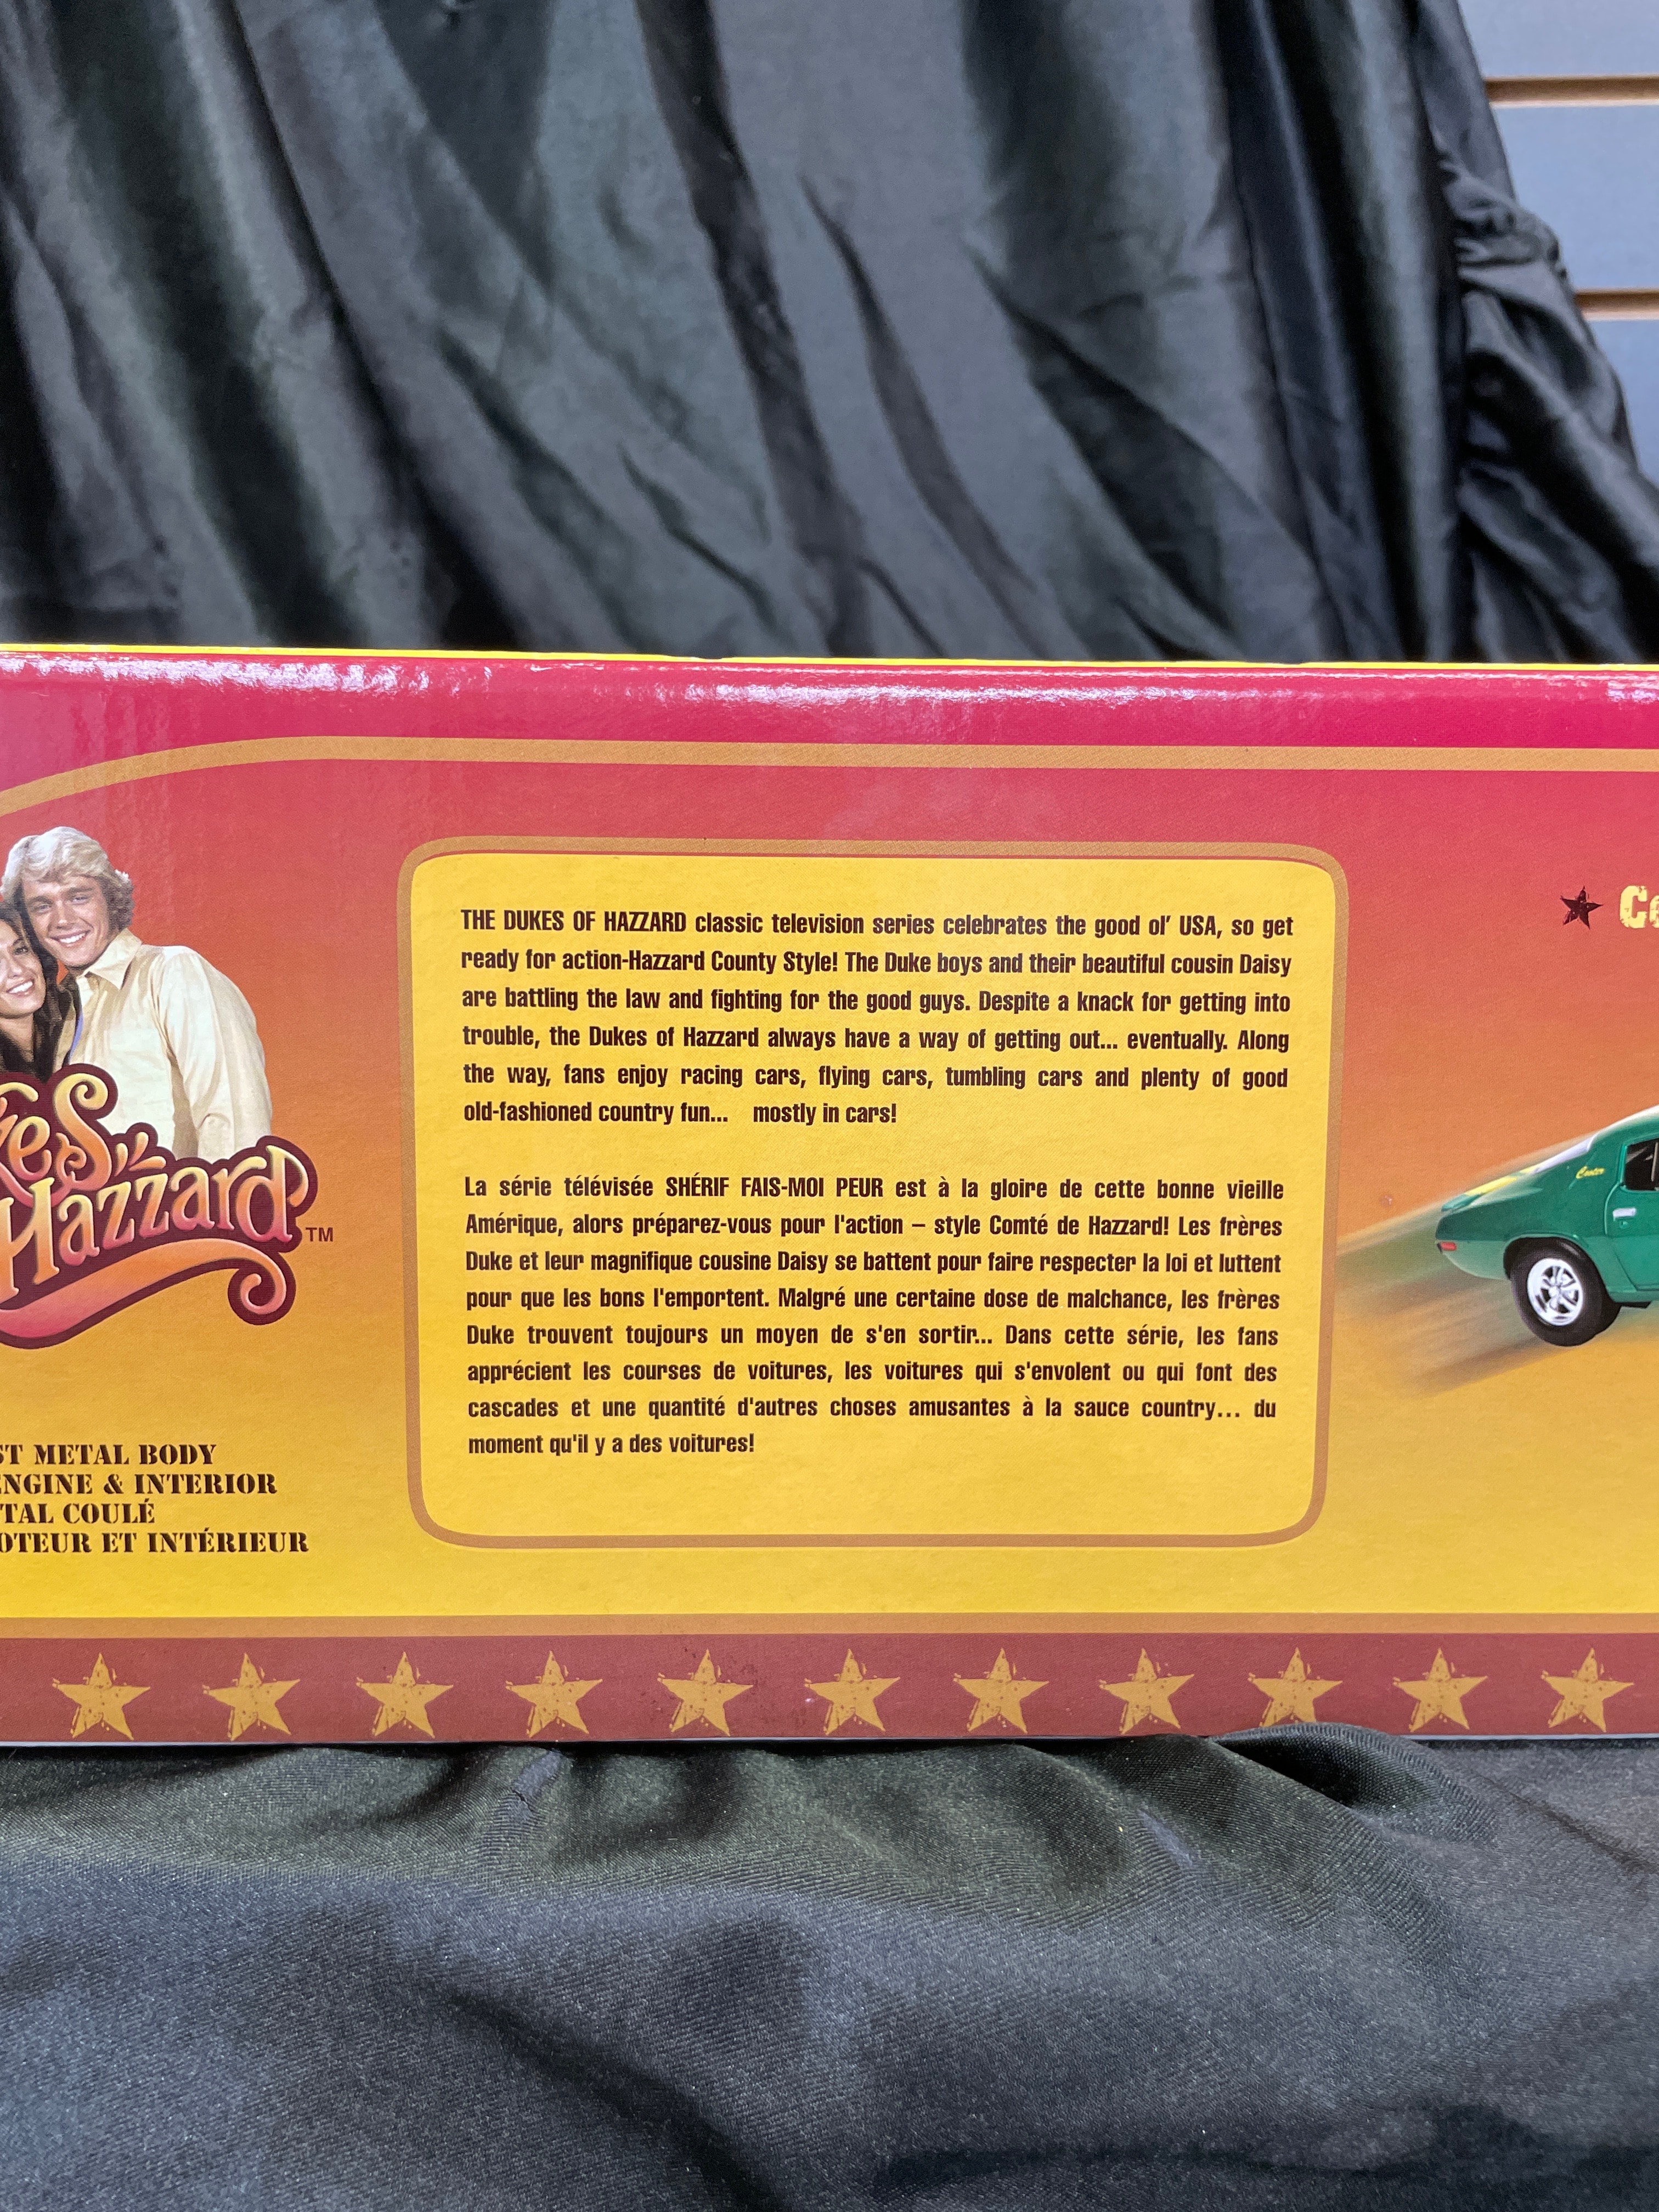 THE DUKES OF HAZZARD classic television series celebrates the good ol' USA, so get
ready for action-Hazzard County Style! The Duke boys and their beautiful cousin Daisy
are battling the law and fighting for the good guys. Despite a knack for getting into
trouble, the Dukes of Hazzard always have a way of getting out... eventually. Along
the way, fans enjoy racing cars, flying cars, tumbling cars and plenty of good
old-fashioned country fun... mostly in cars!
La série télévisée SHÉRIF FAIS-MOI PEUR est à la gloire de cette bonne vieille
Amérique, alors préparez-vous pour l'action – style Comté de Hazzard! Les frères
Duke et leur magnifique cousine Daisy se battent pour faire respecter la loi et luttent
pour que les bons l'emportent. Malgré une certaine dose de malchance, les frères
Duke trouvent toujours un moyen de s'en sortir... Dans cette série, les fans
apprécient les courses de voitures, les voitures qui s'envolent ou qui font des
cascades et une quantité d'autres choses amusantes à la sauce country... du
moment qu'il y a des voitures!
Hazzard TM
METAL BODY
ENGINE & INTERIOR
COULÉ
ET INTÉRIEUR
Cooter